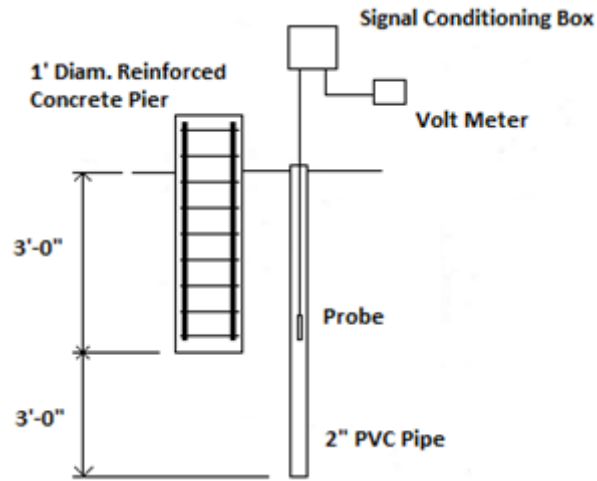 Signal Conditioning Box
1' Diam. Reinforced
Concrete Pier
Volt Meter
3'-0"
Probe
3'-0"
2" PVC Pipe